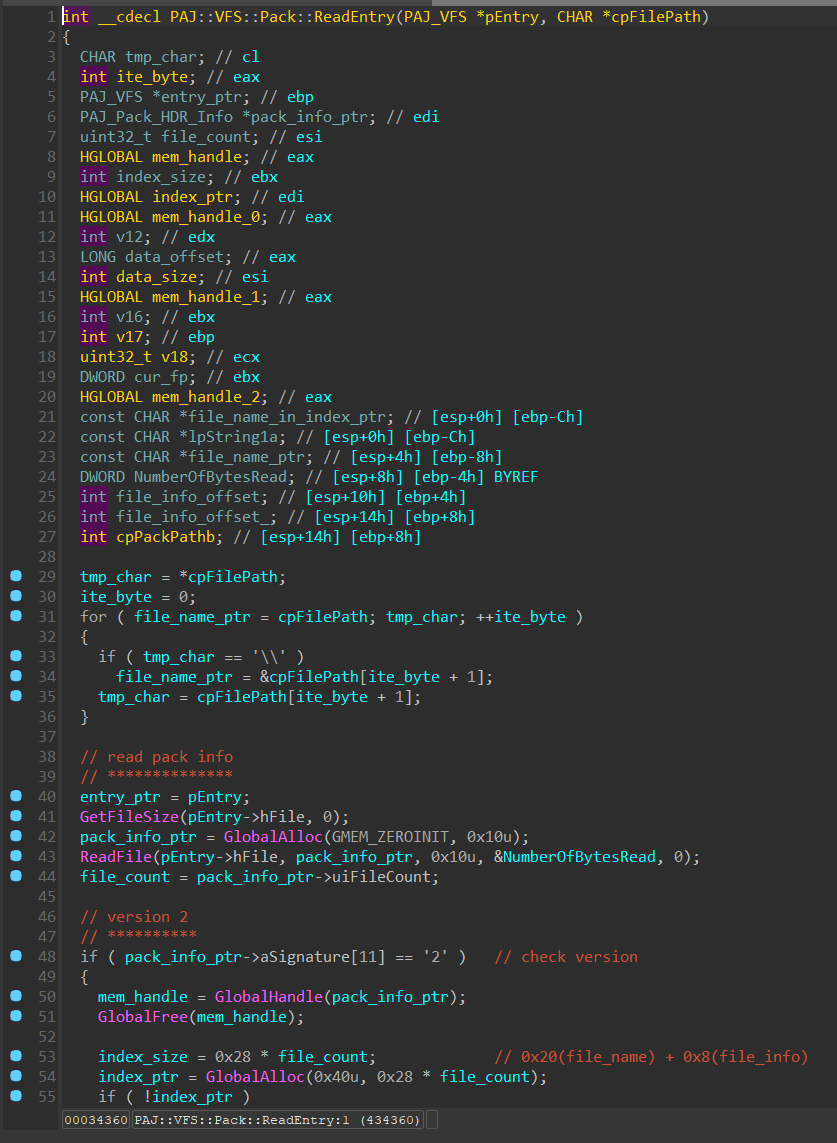 1 int __cdecl PAJ::VFS::Pack::ReadEntry(PAJ_VFS *pEntry, CHAR *cpFilePath)
2 {
3   CHAR tmp_char; // cl
4   int ite_byte; // eax
5   PAJ_VFS *entry_ptr; // ebp
6   PAJ_Pack_HDR_Info *pack_info_ptr; // edi
7   uint32_t file_count; // esi
8   HGLOBAL mem_handle; // eax
9   int index_size; // ebx
10   HGLOBAL index_ptr; // edi
11   HGLOBAL mem_handle_0; // eax
12   int v12; // edx
13   LONG data_offset; // eax
14   int data_size; // esi
15   HGLOBAL mem_handle_1; // eax
16   int v16; // ebx
17   int v17; // ebp
18   uint32_t v18; // ecx
19   DWORD cur_fp; // ebx
20   HGLOBAL mem_handle_2; // eax
21   const CHAR *file_name_in_index_ptr; // [esp+0h] [ebp-Ch]
22   const CHAR *lpString1a; // [esp+0h] [ebp-Ch]
23   const CHAR *file_name_ptr; // [esp+4h] [ebp-8h]
24   DWORD NumberOfBytesRead; // [esp+8h] [ebp-4h] BYREF
25   int file_info_offset; // [esp+10h] [ebp+4h]
26   int file_info_offset_; // [esp+14h] [ebp+8h]
27   int cpPackPathb; // [esp+14h] [ebp+8h]
28
29   tmp_char = *cpFilePath;
30   ite_byte = 0;
31   for ( file_name_ptr = cpFilePath; tmp_char; ++ite_byte )
32   {
33     if ( tmp_char == '\\' )
34       file_name_ptr = &cpFilePath[ite_byte + 1];
35     tmp_char = cpFilePath[ite_byte + 1];
36   }
37
38   // read pack info
39   // **************
40   entry_ptr = pEntry;
41   GetFileSize(pEntry->hFile, 0);
42   pack_info_ptr = GlobalAlloc(GMEM_ZEROINIT, 0x10u);
43   ReadFile(pEntry->hFile, pack_info_ptr, 0x10u, &NumberOfBytesRead, 0);
44   file_count = pack_info_ptr->uiFileCount;
45
46   // version 2
47   // **********
48   if ( pack_info_ptr->aSignature[11] == '2' )   // check version
49   {
50     mem_handle = GlobalHandle(pack_info_ptr);
51     GlobalFree(mem_handle);
52
53     index_size = 0x28 * file_count;             // 0x20(file_name) + 0x8(file_info)
54     index_ptr = GlobalAlloc(0x40u, 0x28 * file_count);
55     if ( !index_ptr )
00034360 PAJ::VFS::Pack::ReadEntry:1 (434360)